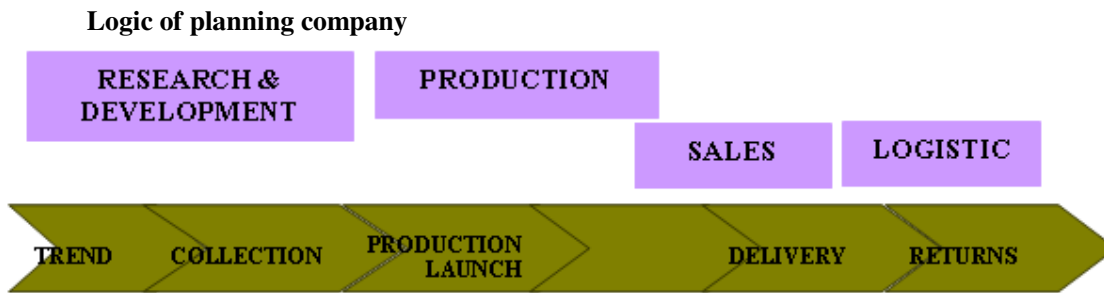 Logic of planning company
RESEARCH &
DEVELOPMENT
PRODUCTION
SALES
LOGISTIC
TREND
COLLECTION
PRODUCTION
LAUNCH
DELIVERY
RETURNS